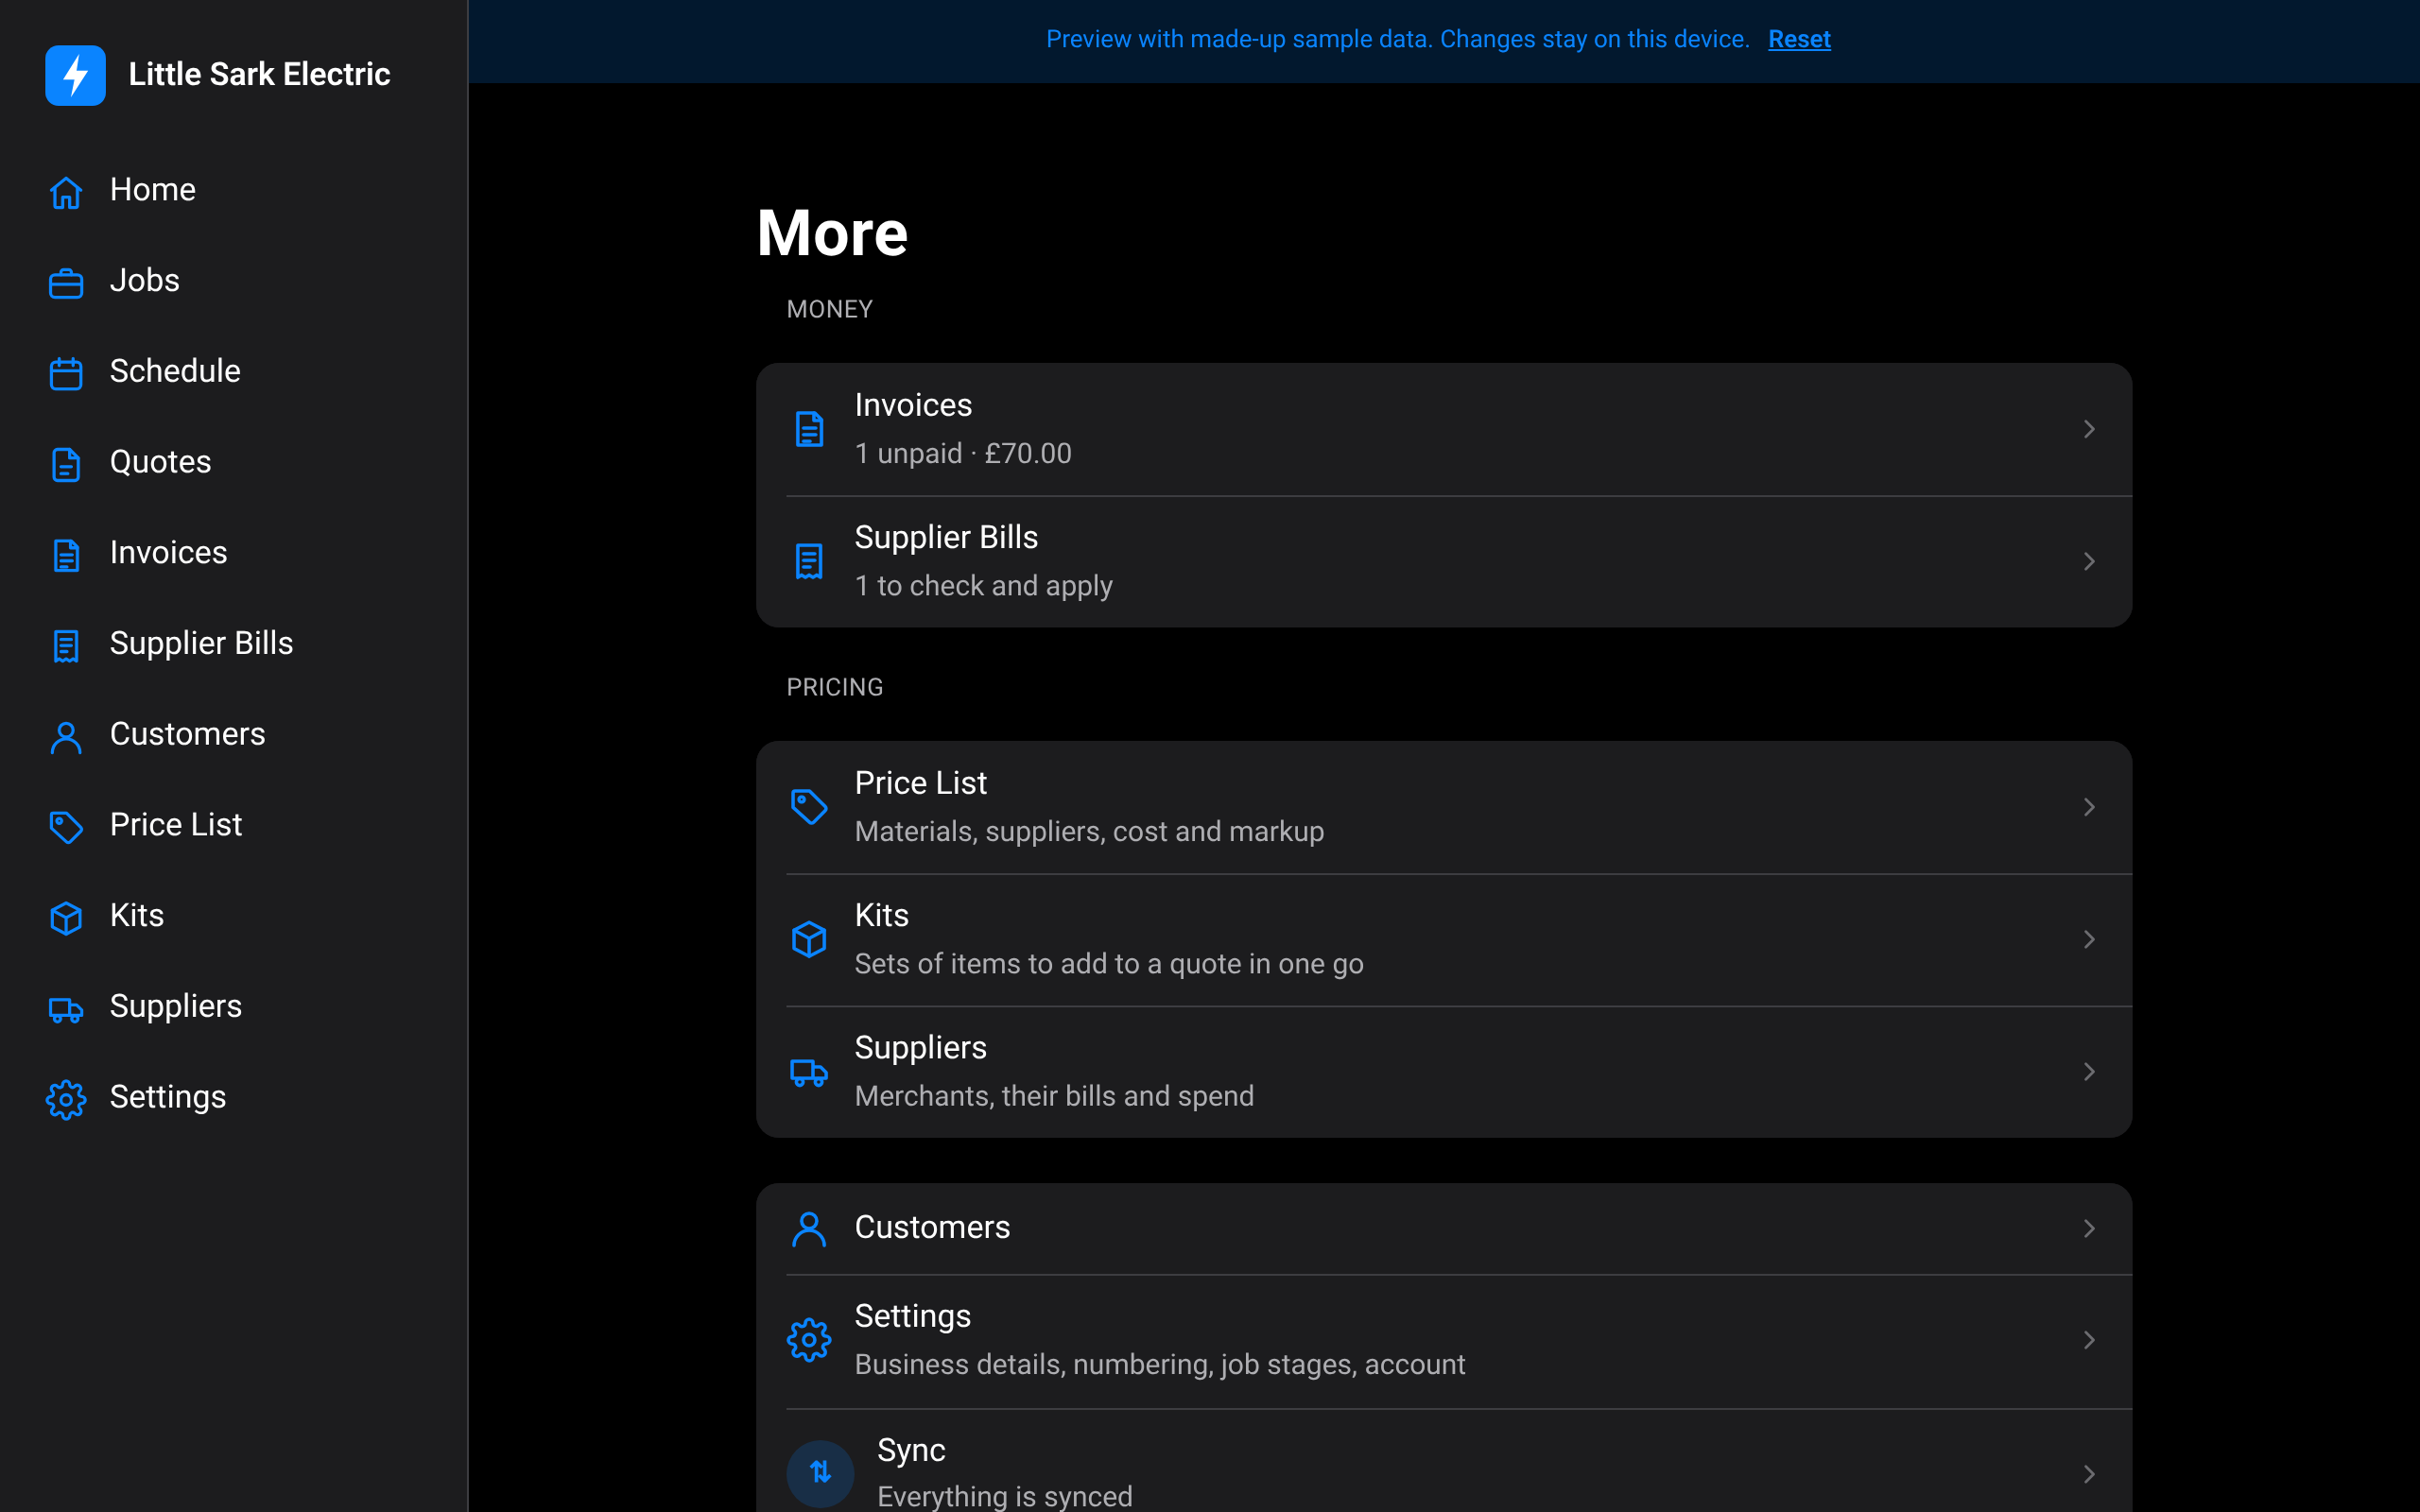 Little Sark Electric
Home
Jobs
Schedule
Quotes
Invoices
Supplier Bills
Customers
Price List
Kits
Suppliers
Settings
Preview with made-up sample data. Changes stay on this device. Reset
More
MONEY
Invoices
1 unpaid · £70.00
Supplier Bills
1 to check and apply
PRICING
Price List
Materials, suppliers, cost and markup
Kits
Sets of items to add to a quote in one go
Suppliers
Merchants, their bills and spend
Customers
Settings
Business details, numbering, job stages, account
Sync
Everything is synced